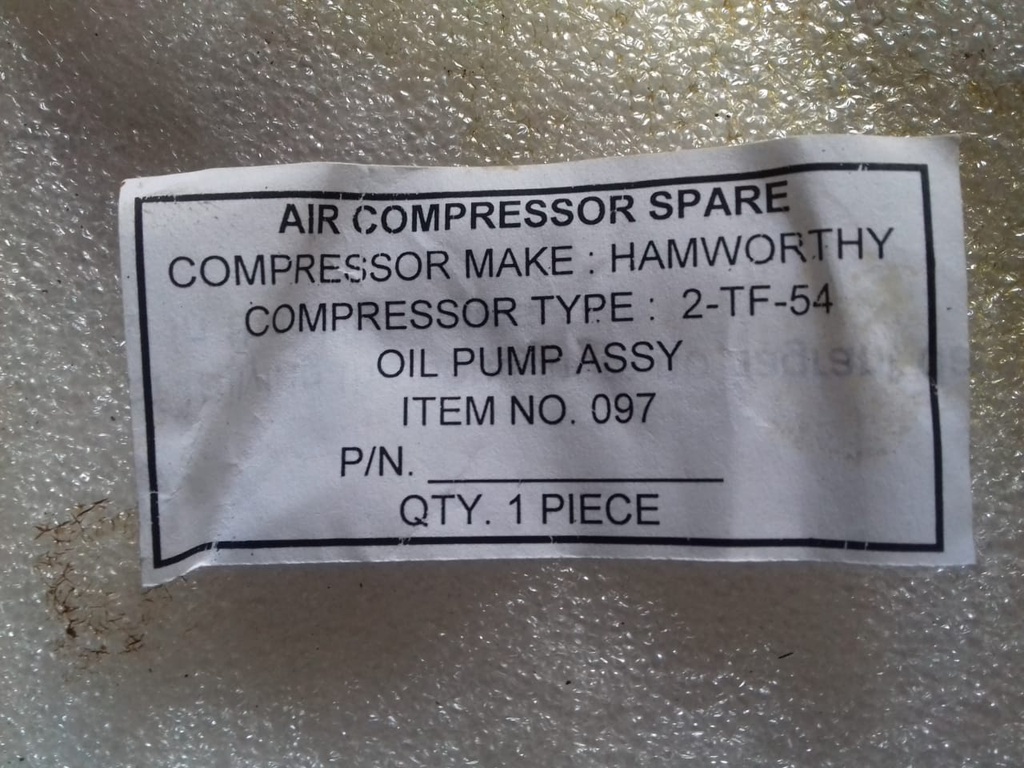 AIR COMPRESSOR SPARE
COMPRESSOR MAKE : HAMWORTHY
COMPRESSOR TYPE : 2-TF-54
OIL PUMP ASSY
ITEM NO. 097
P/N. ____________________
QTY. 1 PIECE